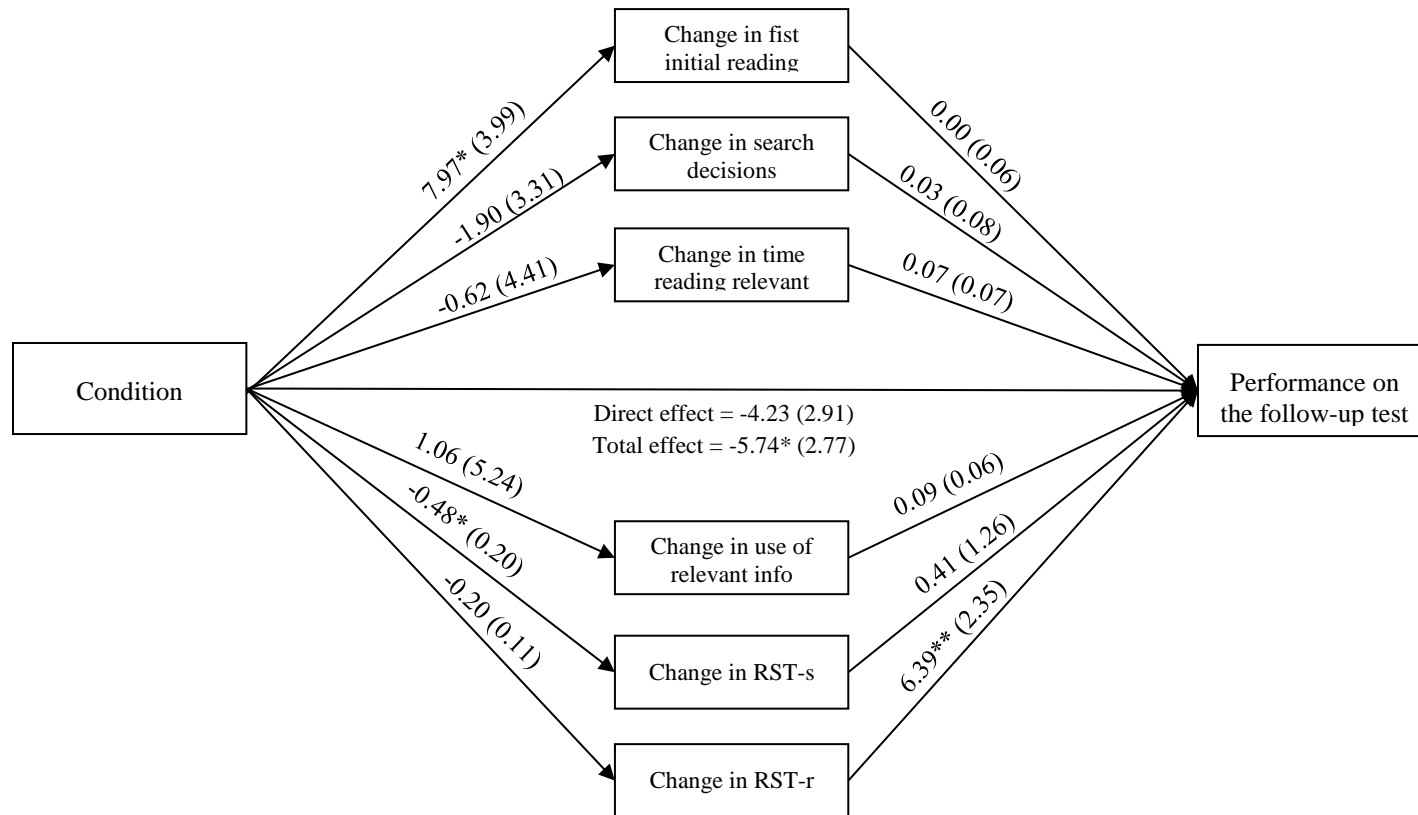 Change in fist
initial reading
7.97* (3.99)
0.00 (0.06)
Change in search
decisions
-1.90 (3.31)
0.03 (0.08)
Change in time
reading relevant
-0.62 (4.41)
0.07 (0.07)
Condition
Performance on
the follow-up test
Direct effect = -4.23 (2.91)
Total effect = -5.74* (2.77)
1.06 (5.24)
0.09 (0.06)
Change in use of
relevant info
-0.48* (0.20)
0.41 (1.26)
Change in RST-s
-0.20 (0.11)
6.39** (2.35)
Change in RST-r